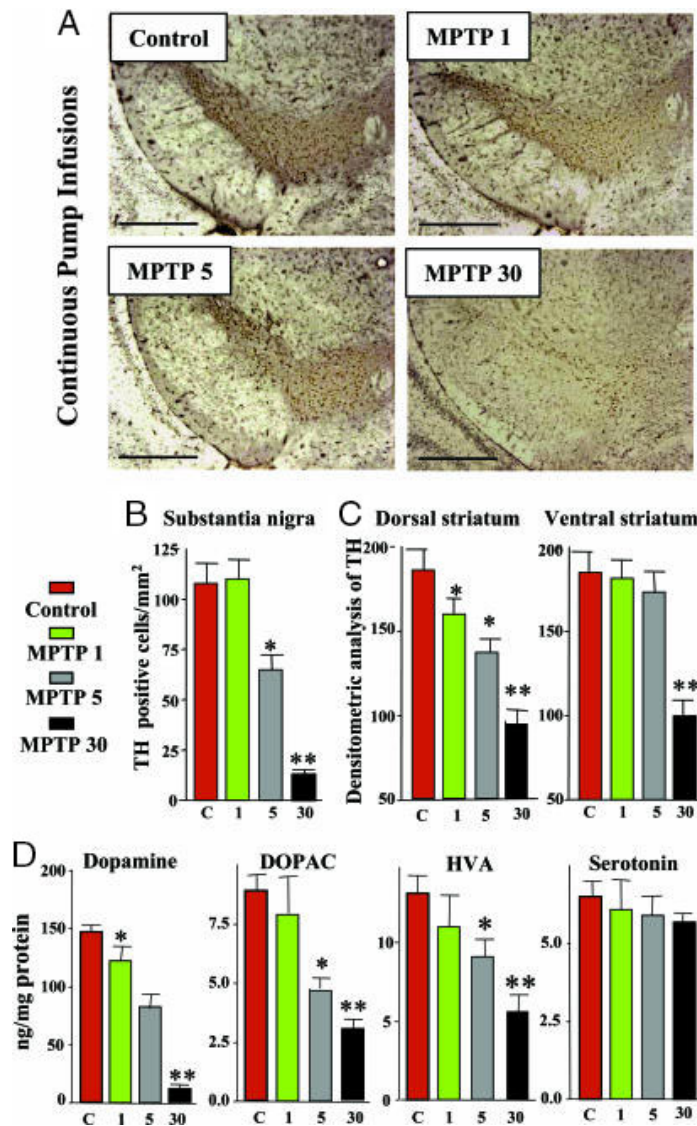 A
Continuous Pump Infusions
Control
MPTP 1
MPTP 5
MPTP 30
B
Substantia nigra
TH positive cells/mm²
125
100
75
50
25
0
*
**
C 1 5 30
Control
MPTP 1
MPTP 5
MPTP 30
C
Dorsal striatum
Densitometric analysis of TH
200
150
100
50
*
*
**
C 1 5 30
Ventral striatum
200
150
100
50
**
C 1 5 30
D
Dopamine
ng/mg protein
200
150
100
50
0
*
**
C 1 5 30
DOPAC
7.5
5.0
2.5
0.0
*
**
C 1 5 30
HVA
10
5
0
*
**
C 1 5 30
Serotonin
5.0
2.5
0.0
C 1 5 30